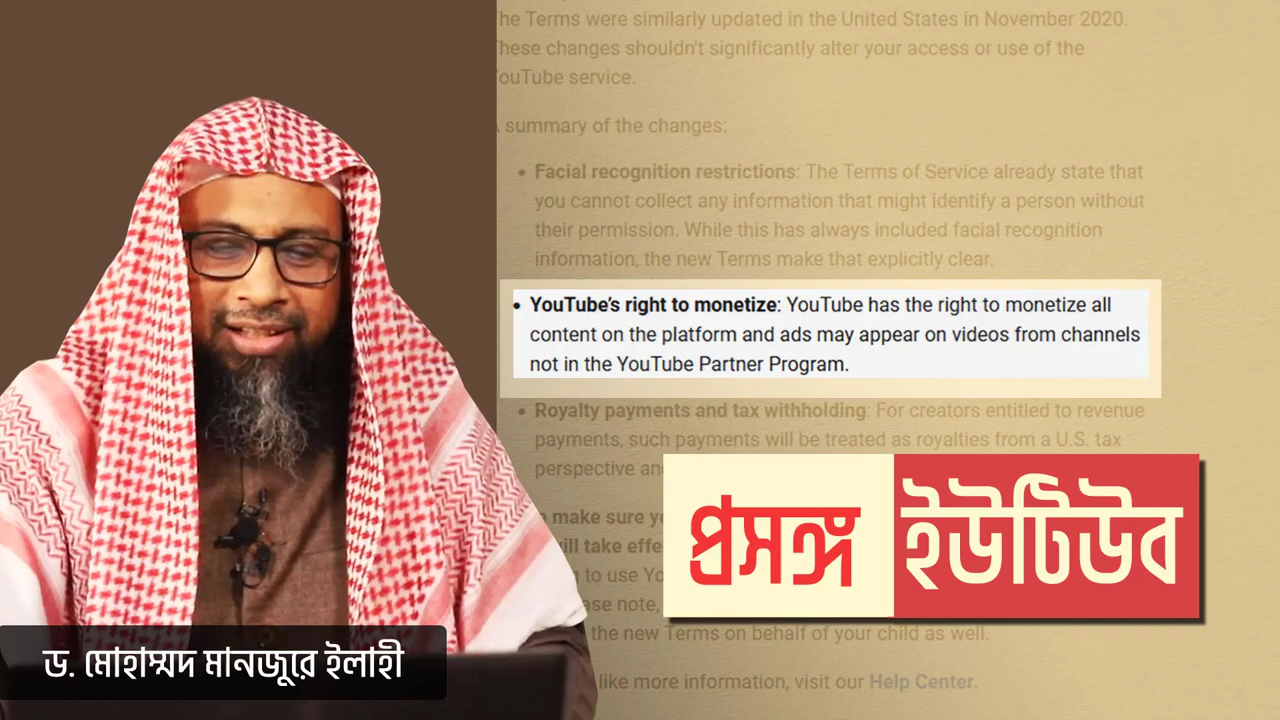 The Terms were similarly updated in the United States in November 2020.
These changes shouldn't significantly alter your access or use of the
YouTube service.
A summary of the changes:
• Facial recognition restrictions: The Terms of Service already state that
you cannot collect any information that might identify a person without
their permission. While this has always included facial recognition
information, the new Terms make that explicitly clear.
• YouTube's right to monetize: YouTube has the right to monetize all
content on the platform and ads may appear on videos from channels
not in the YouTube Partner Program.
• Royalty payments and tax withholding: For creators entitled to revenue
payments, such payments will be treated as royalties from a U.S. tax
perspective
make sure
will take
to use
note,
the new Terms on behalf of your child as well.
like more information, visit our Help Center.
প্রসঙ্গ ইউটিউব
ড. মোহাম্মদ মানজুরে ইলাহী